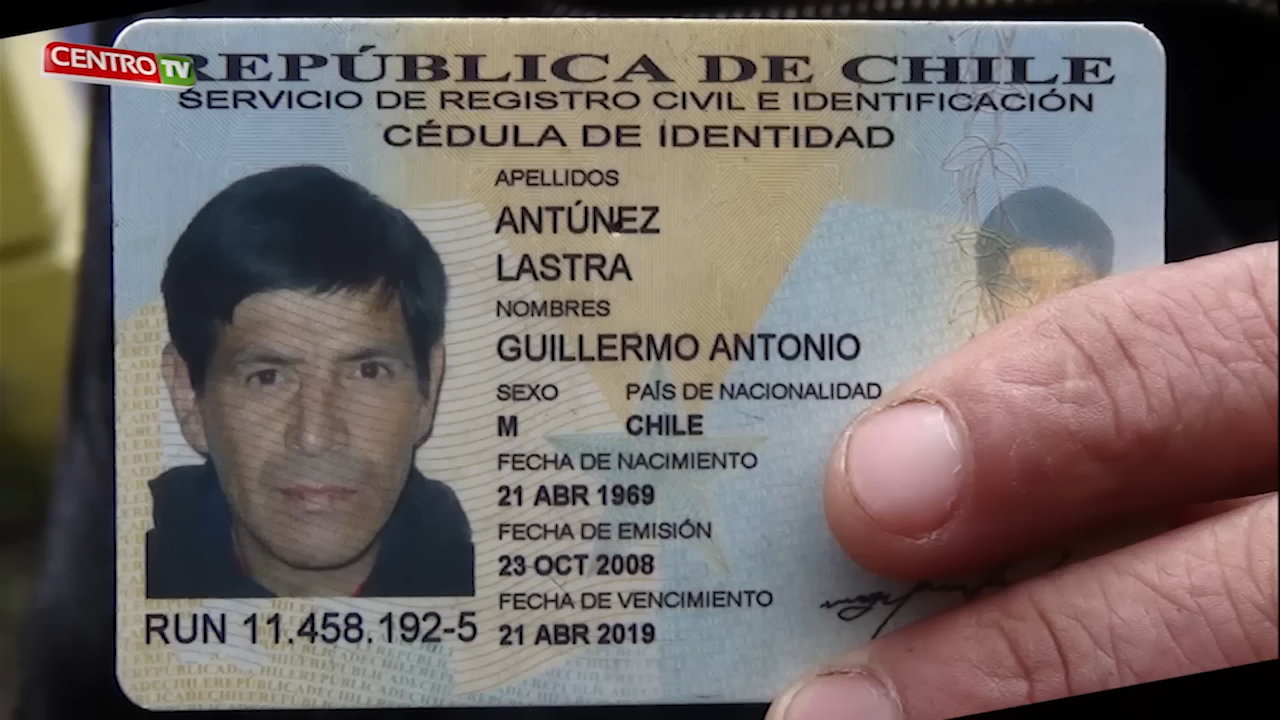 CENTRO TV
REPÚBLICA DE CHILE
SERVICIO DE REGISTRO CIVIL E IDENTIFICACIÓN
CÉDULA DE IDENTIDAD
APELLIDOS
ANTÚNEZ
LASTRA
NOMBRES
GUILLERMO ANTONIO
SEXO PAÍS DE NACIONALIDAD
M CHILE
FECHA DE NACIMIENTO
21 ABR 1969
FECHA DE EMISIÓN
23 OCT 2008
FECHA DE VENCIMIENTO
21 ABR 2019
RUN 11.458.192-5